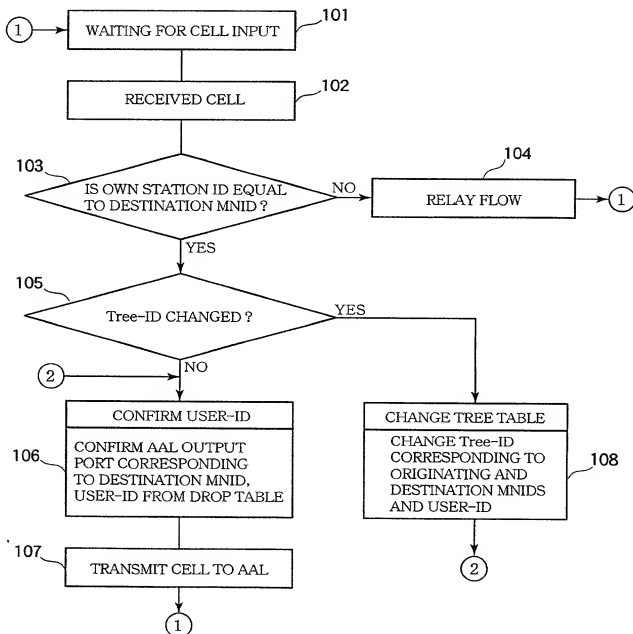 1
WAITING FOR CELL INPUT
101
RECEIVED CELL
102
103
IS OWN STATION ID EQUAL
TO DESTINATION MNID ?
NO
104
RELAY FLOW
1
YES
105
Tree-ID CHANGED ?
YES
NO
2
CONFIRM USER-ID
106
CONFIRM AAL OUTPUT
PORT CORRESPONDING
TO DESTINATION MNID,
USER-ID FROM DROP TABLE
CHANGE TREE TABLE
CHANGE Tree-ID
CORRESPONDING TO
ORIGINATING AND
DESTINATION MNIDS
AND USER-ID
108
107
TRANSMIT CELL TO AAL
2
1